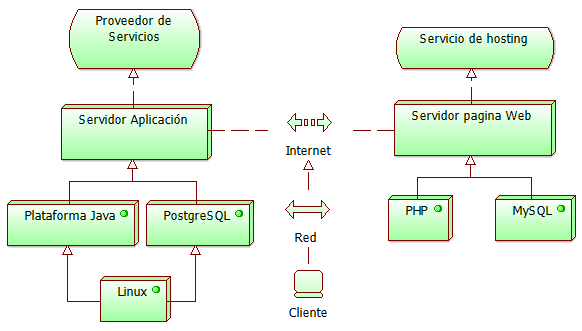 Proveedor de
Servicios
Servicio de hosting
Servidor Aplicación
Servidor pagina Web
Internet
Plataforma Java
PostgreSQL
PHP
MySQL
Red
Linux
Cliente